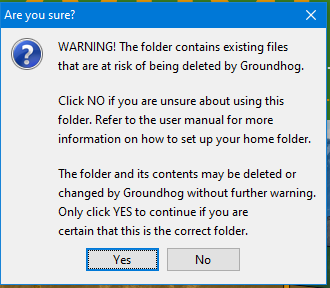 Are you sure?
WARNING! The folder contains existing files
that are at risk of being deleted by Groundhog.
Click NO if you are unsure about using this
folder. Refer to the user manual for more
information on how to set up your home folder.
The folder and its contents may be deleted or
changed by Groundhog without further warning.
Only click YES to continue if you are
certain that this is the correct folder.
Yes No